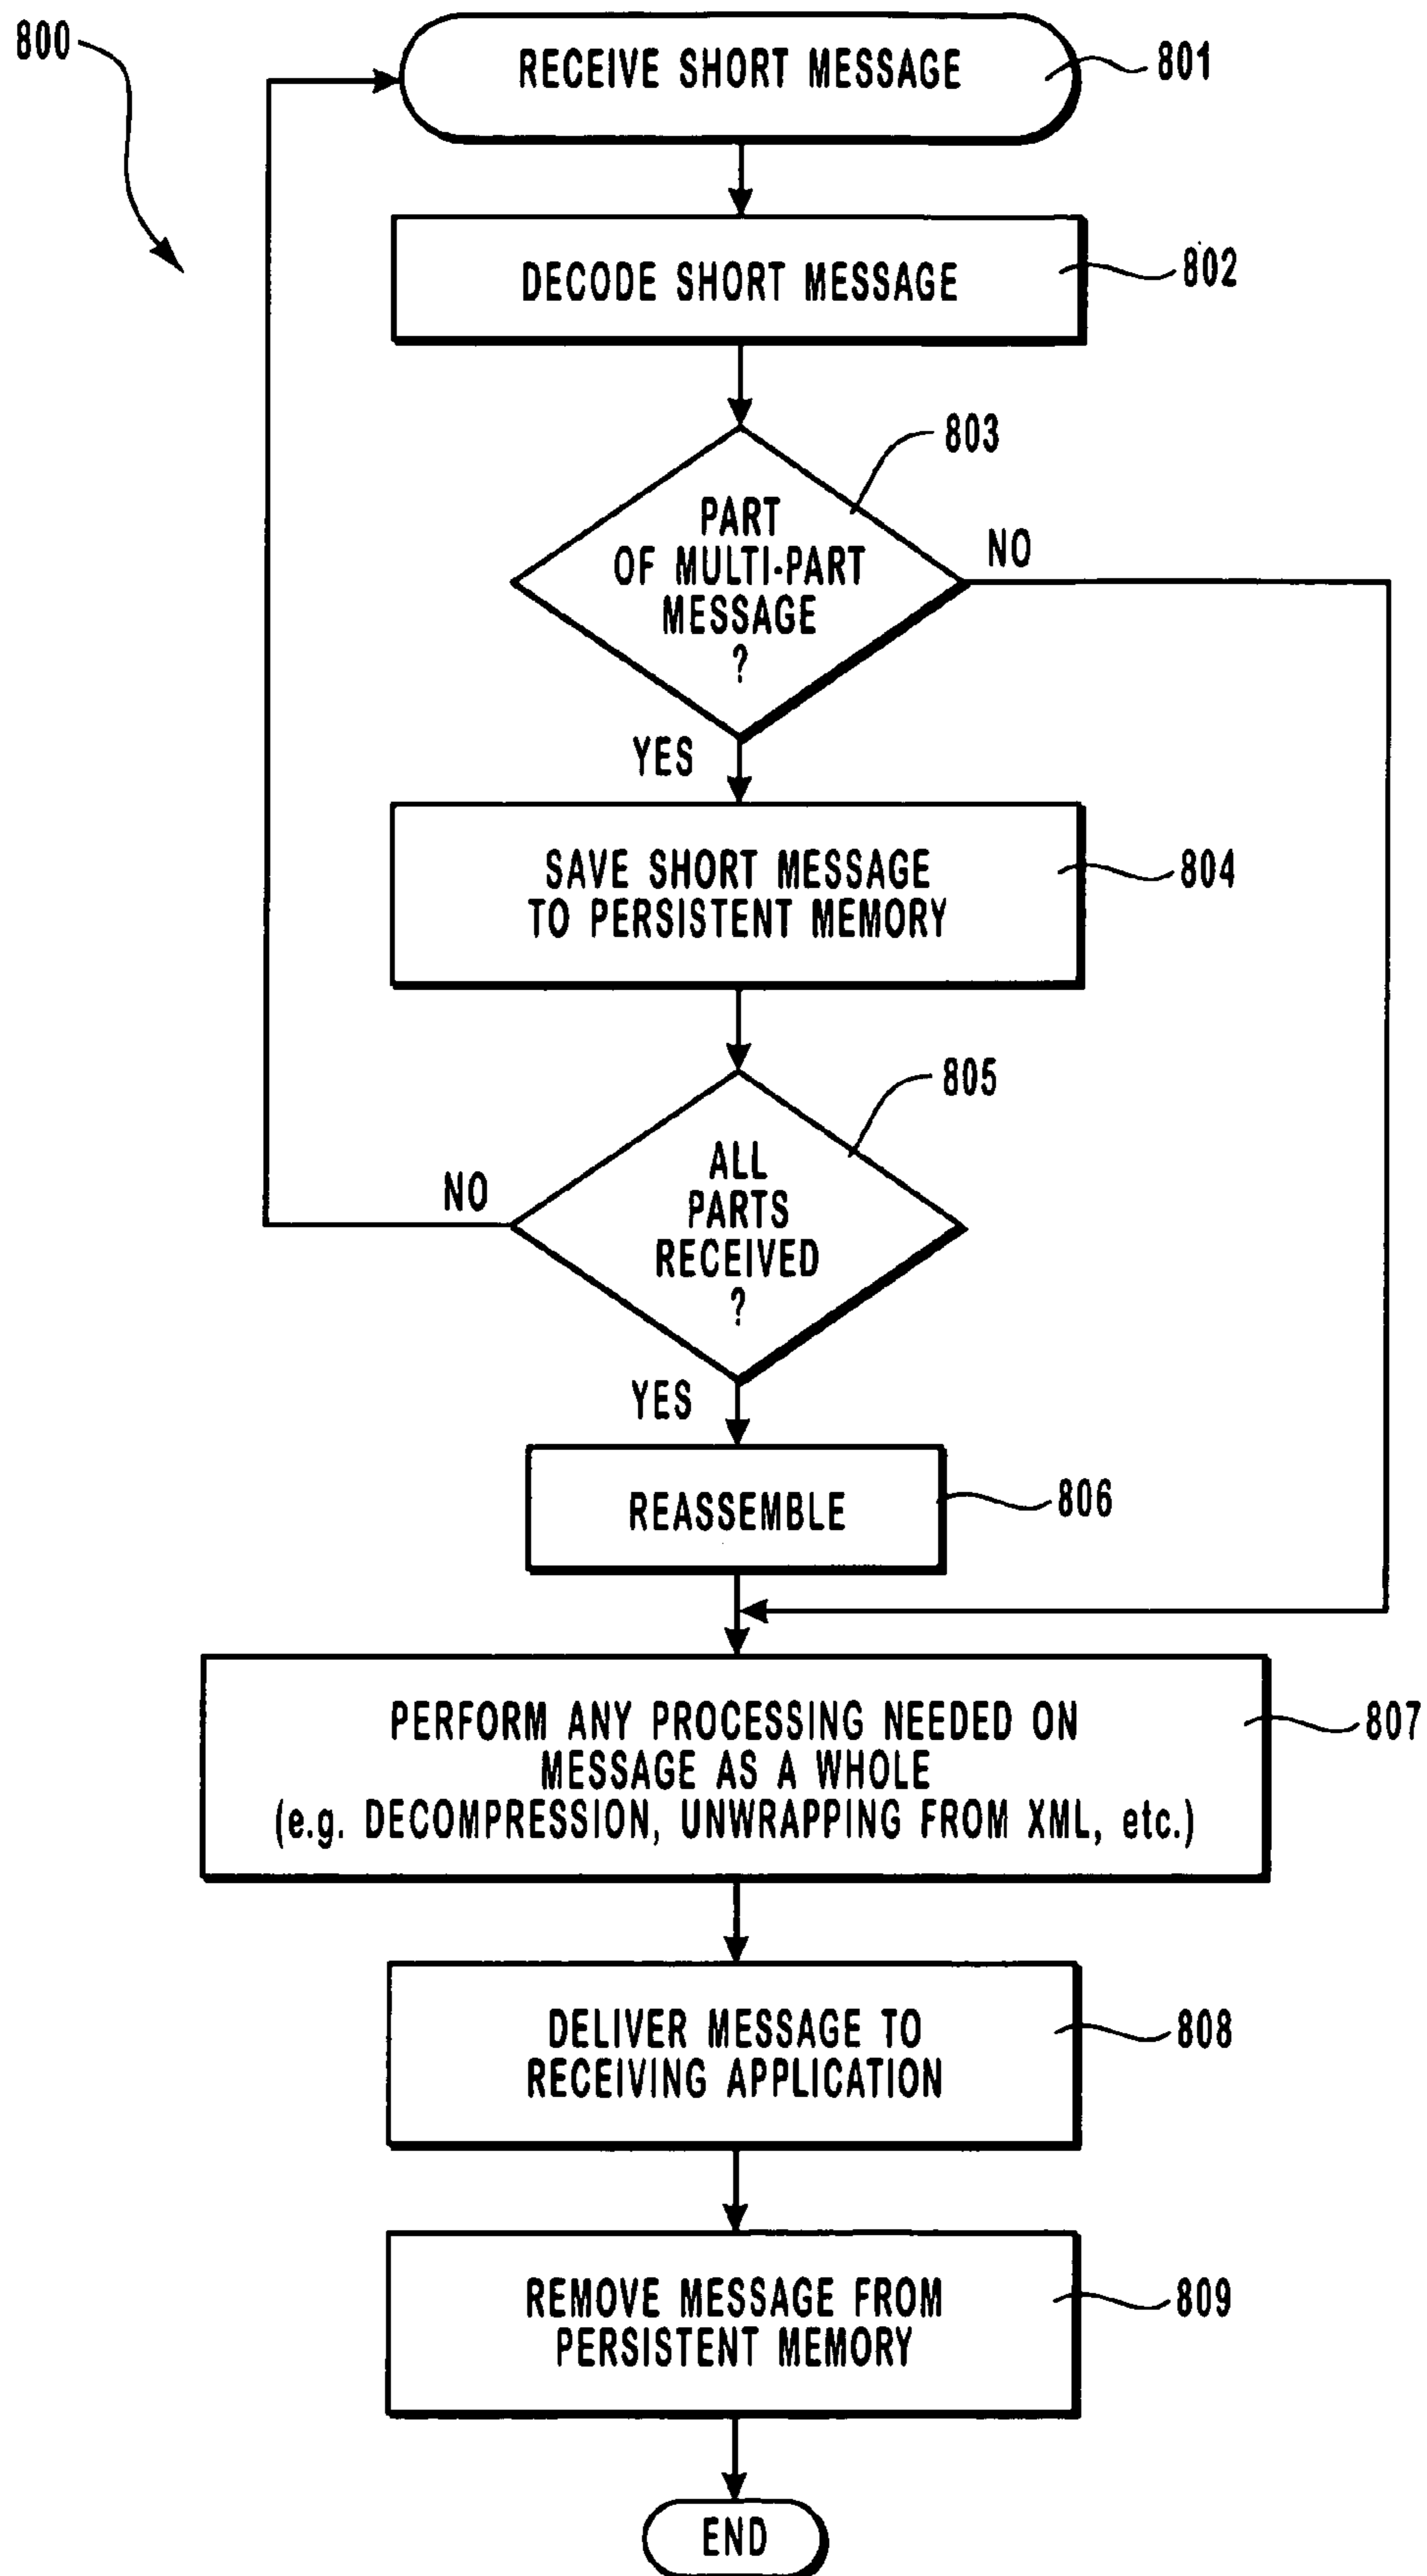 800
RECEIVE SHORT MESSAGE
801
DECODE SHORT MESSAGE
802
803
PART
OF MULTI-PART
MESSAGE
?
NO
YES
SAVE SHORT MESSAGE
TO PERSISTENT MEMORY
804
805
ALL
PARTS
RECEIVED
?
NO
YES
REASSEMBLE
806
PERFORM ANY PROCESSING NEEDED ON
MESSAGE AS A WHOLE
(e.g. DECOMPRESSION, UNWRAPPING FROM XML, etc.)
807
DELIVER MESSAGE TO
RECEIVING APPLICATION
808
REMOVE MESSAGE FROM
PERSISTENT MEMORY
809
END